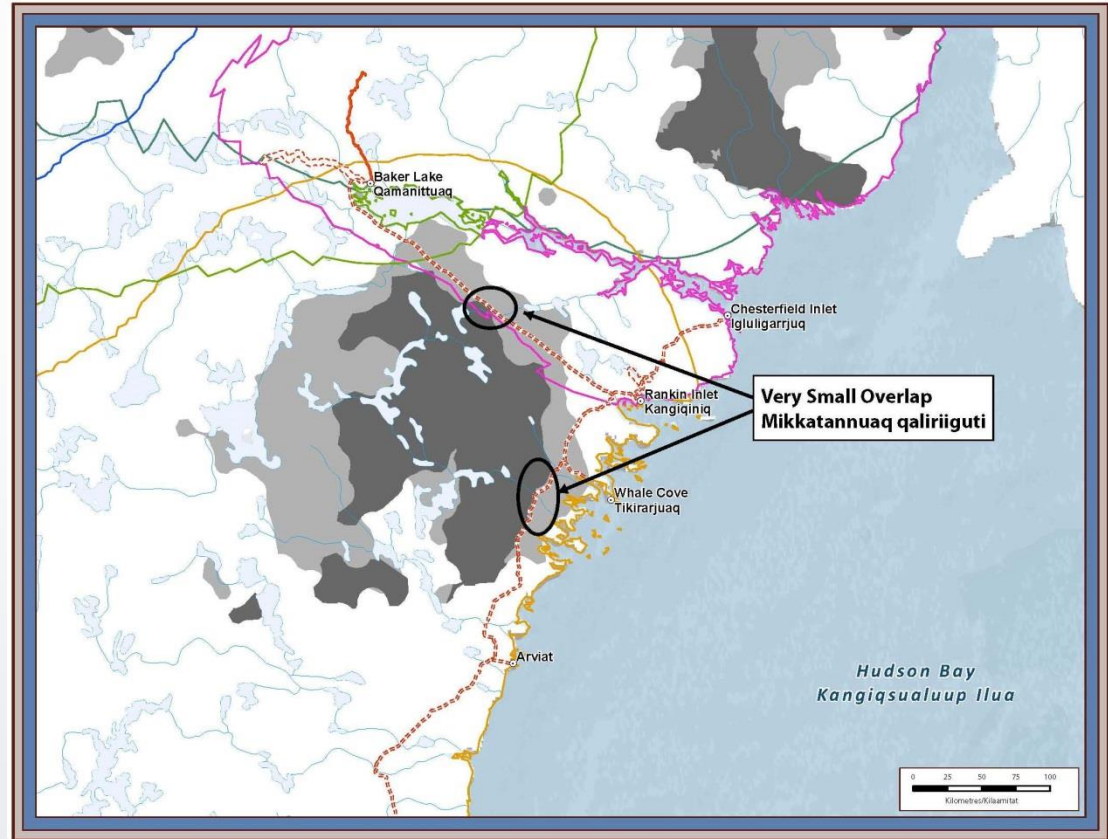 Baker Lake
Qamanittuaq
Chesterfield Inlet
Igluligarrjuq
Rankin Inlet
Kangiqiniq
Very Small Overlap
Mikkatannuaq qaliriiguti
Whale Cove
Tikirarjuaq
Arviat
Hudson Bay
Kangiqsualuup Ilua
0 25 50 75 100
Kilometres/Kilaamitat